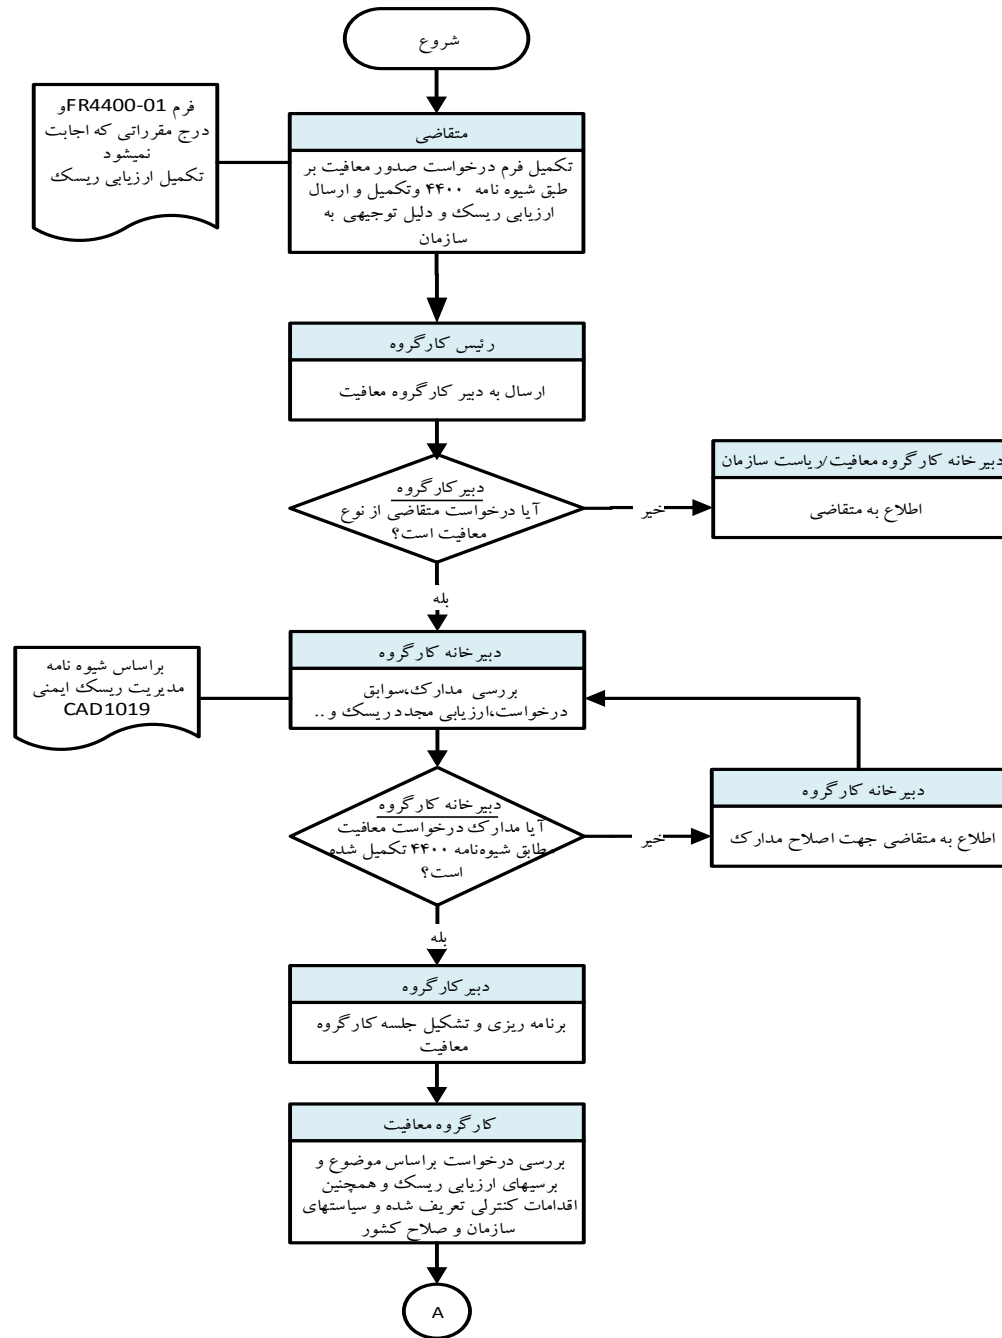 شروع
فرم FR4400-01و
درج مقرراتی که اجابت
نمیشود
تکمیل ارزیابی ریسک
متقاضی
تکمیل فرم درخواست صدور معافیت بر
طبق شیوه نامه ۴۴۰۰ وتکمیل و ارسال
ارزیابی ریسک و دلیل توجیهی به
سازمان
رئیس کارگروه
ارسال به دبیر کارگروه معافیت
دبیرکارگروه
آیا درخواست متقاضی از نوع
معافیت است؟
خیر
دبیرخانه کارگروه معافیت/ریاست سازمان
اطلاع به متقاضی
بله
دبیرخانه کارگروه
بررسی مدارک،سوابق
درخواست،ارزیابی مجددریسک و..
براساس شیوه نامه
مدیریت ریسک ایمنی
CAD1019
دبیرخانه کارگروه
آیا مدارک درخواست معافیت
مطابق شیوه‌نامه ۴۴۰۰ تکمیل شده
است؟
خیر
دبیرخانه کارگروه
اطلاع به متقاضی جهت اصلاح مدارک
بله
دبیرکارگروه
برنامه ریزی و تشکیل جلسه کارگروه
معافیت
کارگروه معافیت
بررسی درخواست براساس موضوع و
برسیهای ارزیابی ریسک و همچنین
اقدامات کنترلی تعریف شده و سیاستهای
سازمان و صلاح کشور
A